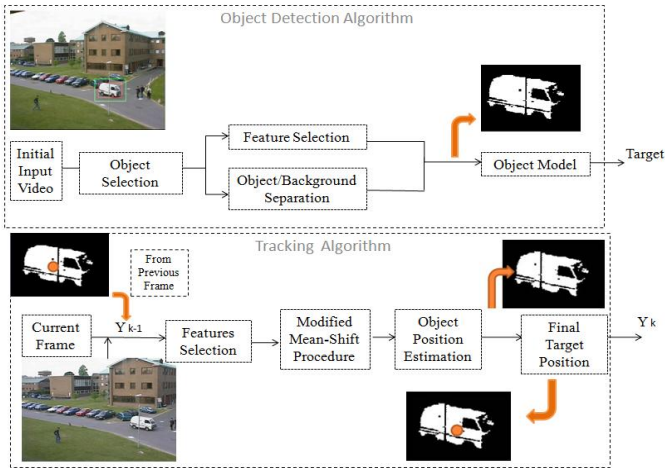 Object Detection Algorithm
Initial
Input
Video
Object
Selection
Feature Selection
Object/Background
Separation
Object Model
Target
Tracking Algorithm
From
Previous
Frame
Current
Frame
Y k-1
Features
Selection
Modified
Mean-Shift
Procedure
Object
Position
Estimation
Final
Target
Position
Y k